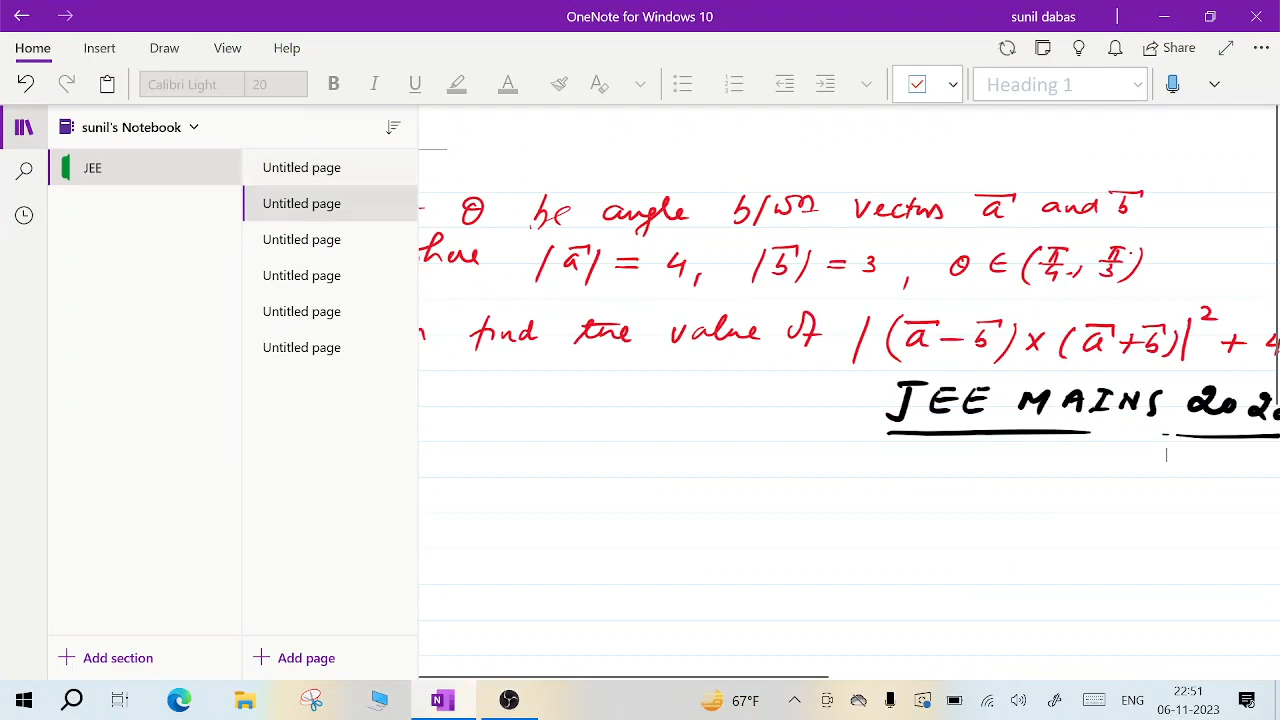 OneNote for Windows 10
sunil dabas
Home Insert Draw View Help
Share
Calibri Light 20 B I U A Heading 1
sunil's Notebook
JEE
Untitled page
Untitled page
Untitled page
Untitled page
Untitled page
Untitled page
θ be angle b/wn vectors a⃗ and b⃗
here |a⃗| = 4, |b⃗| = 3, θ ∈ (π/4, π/3)
find the value of |(a⃗ - b⃗) × (a⃗ + b⃗)|² + 4
JEE MAINS 202
Add section
Add page
67°F
ENG
22:51
06-11-2023